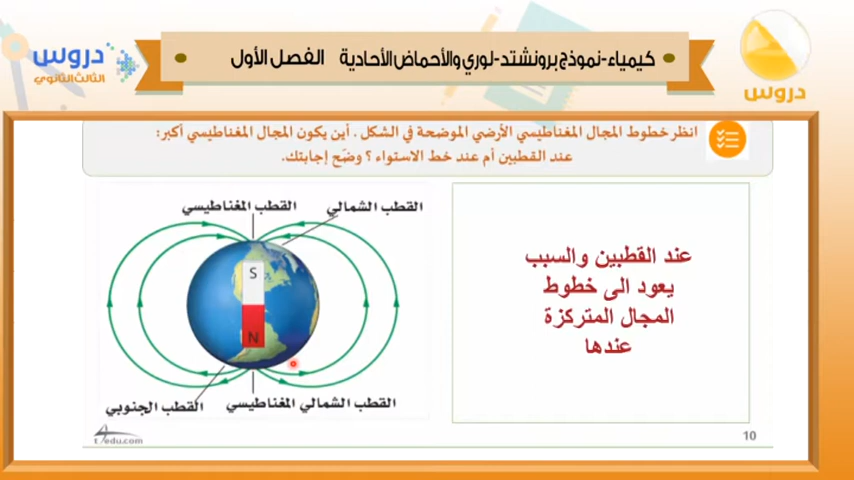 كيمياء-نموذج برونشتد-لوري والأحماض الأحادية الفصل الأول
دروس
الثالث الثانوي
دروس
انظر خطوط المجال المغناطيسي الأرضي الموضحة في الشكل . أين يكون المجال المغناطيسي أكبر:
عند القطبين أم عند خط الاستواء ؟ وضّح إجابتك.
القطب الشمالي
القطب المغناطيسي
S
N
القطب الجنوبي
القطب الشمالي المغناطيسي
عند القطبين والسبب
يعود الى خطوط
المجال المتركزة
عندها
10